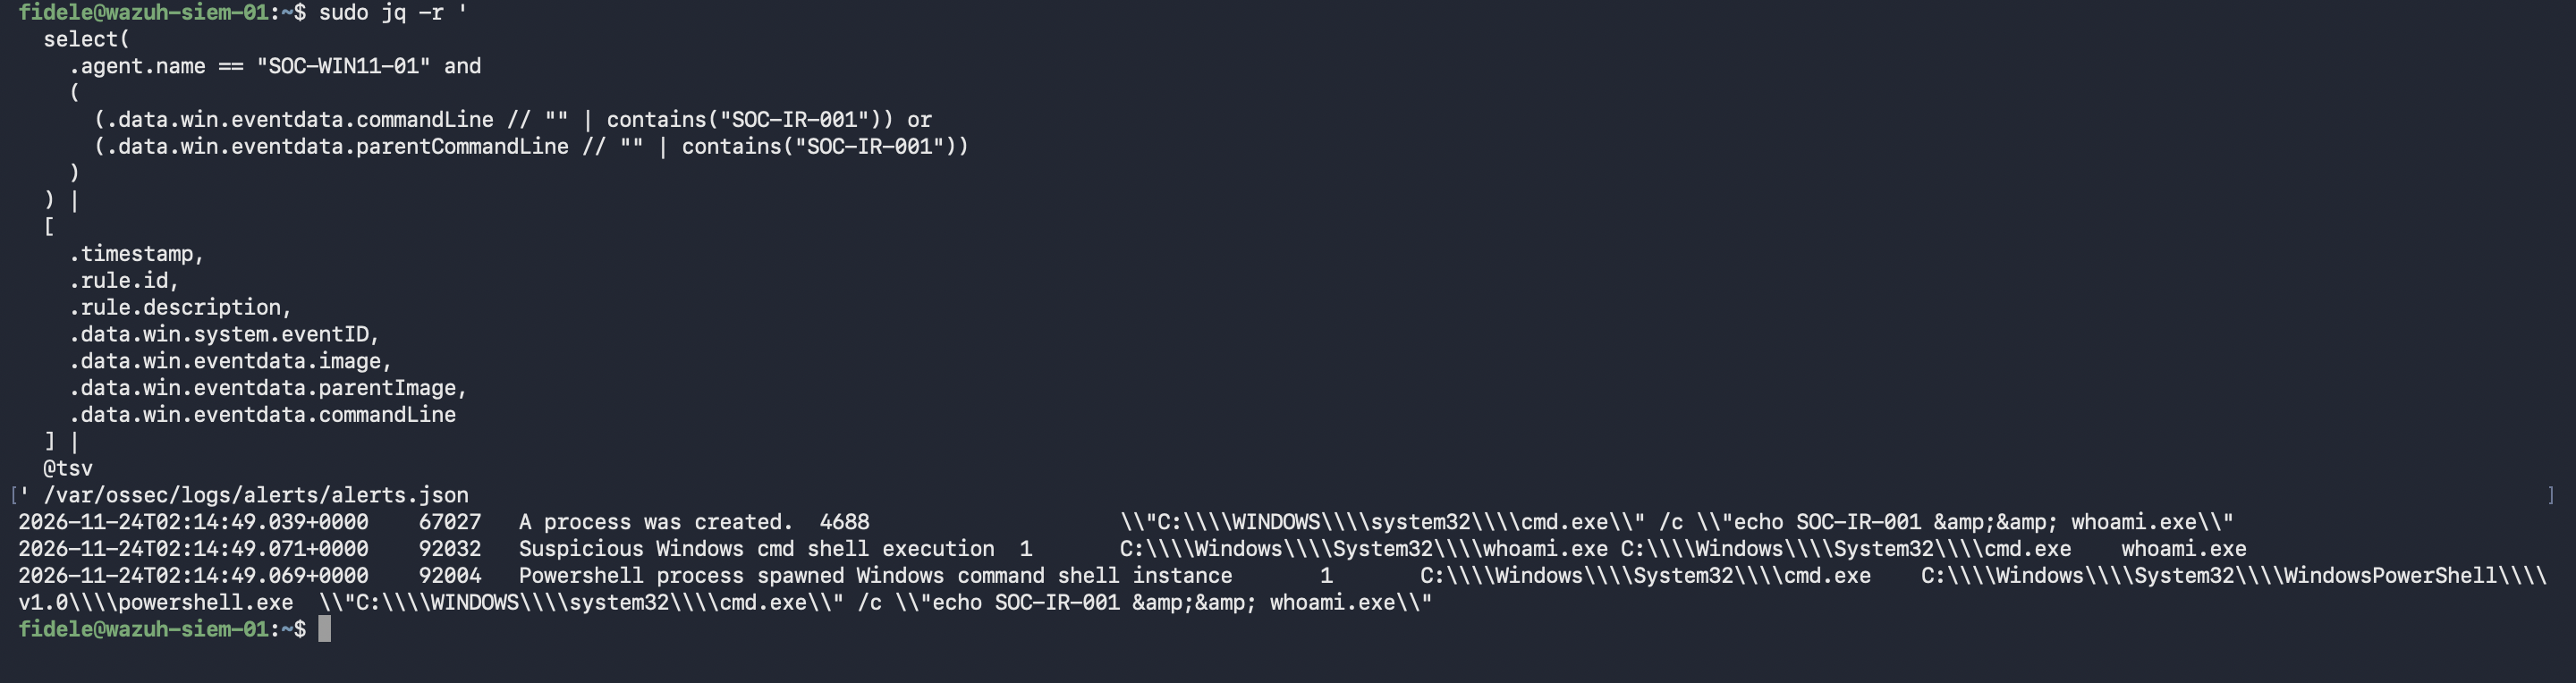 fidele@wazuh-siem-01:~$ sudo jq -r '
  select(
    .agent.name == "SOC-WIN11-01" and
    (
      (.data.win.eventdata.commandLine // "" | contains("SOC-IR-001")) or
      (.data.win.eventdata.parentCommandLine // "" | contains("SOC-IR-001"))
    )
  ) |
  [
    .timestamp,
    .rule.id,
    .rule.description,
    .data.win.system.eventID,
    .data.win.eventdata.image,
    .data.win.eventdata.parentImage,
    .data.win.eventdata.commandLine
  ] |
  @tsv
[' /var/ossec/logs/alerts/alerts.json ]
2026-11-24T02:14:49.039+0000    67027   A process was created.  4688                    \\"C:\\\\WINDOWS\\\\system32\\\\cmd.exe\\" /c \\"echo SOC-IR-001 &amp;&amp; whoami.exe\\"
2026-11-24T02:14:49.071+0000    92032   Suspicious Windows cmd shell execution  1       C:\\\\Windows\\\\System32\\\\whoami.exe C:\\\\Windows\\\\System32\\\\cmd.exe    whoami.exe
2026-11-24T02:14:49.069+0000    92004   Powershell process spawned Windows command shell instance       1       C:\\\\Windows\\\\System32\\\\cmd.exe    C:\\\\Windows\\\\System32\\\\WindowsPowerShell\\\\
v1.0\\\\powershell.exe  \\"C:\\\\WINDOWS\\\\system32\\\\cmd.exe\\" /c \\"echo SOC-IR-001 &amp;&amp; whoami.exe\\"
fidele@wazuh-siem-01:~$